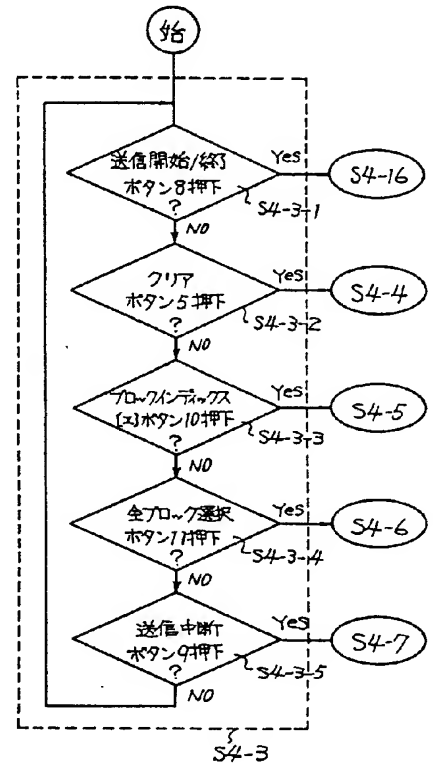 始
送信開始/終了
ボタン8押下
?
Yes
S4-16
S4-3-1
NO
クリア
ボタン5押下
?
Yes
S4-4
S4-3-2
NO
ブロックインディックス
{x}ボタン10押下
?
Yes
S4-5
S4-3-3
NO
全ブロック選択
ボタン11押下
?
Yes
S4-6
S4-3-4
NO
送信中断
ボタン9押下
?
Yes
S4-7
S4-3-5
NO
S4-3